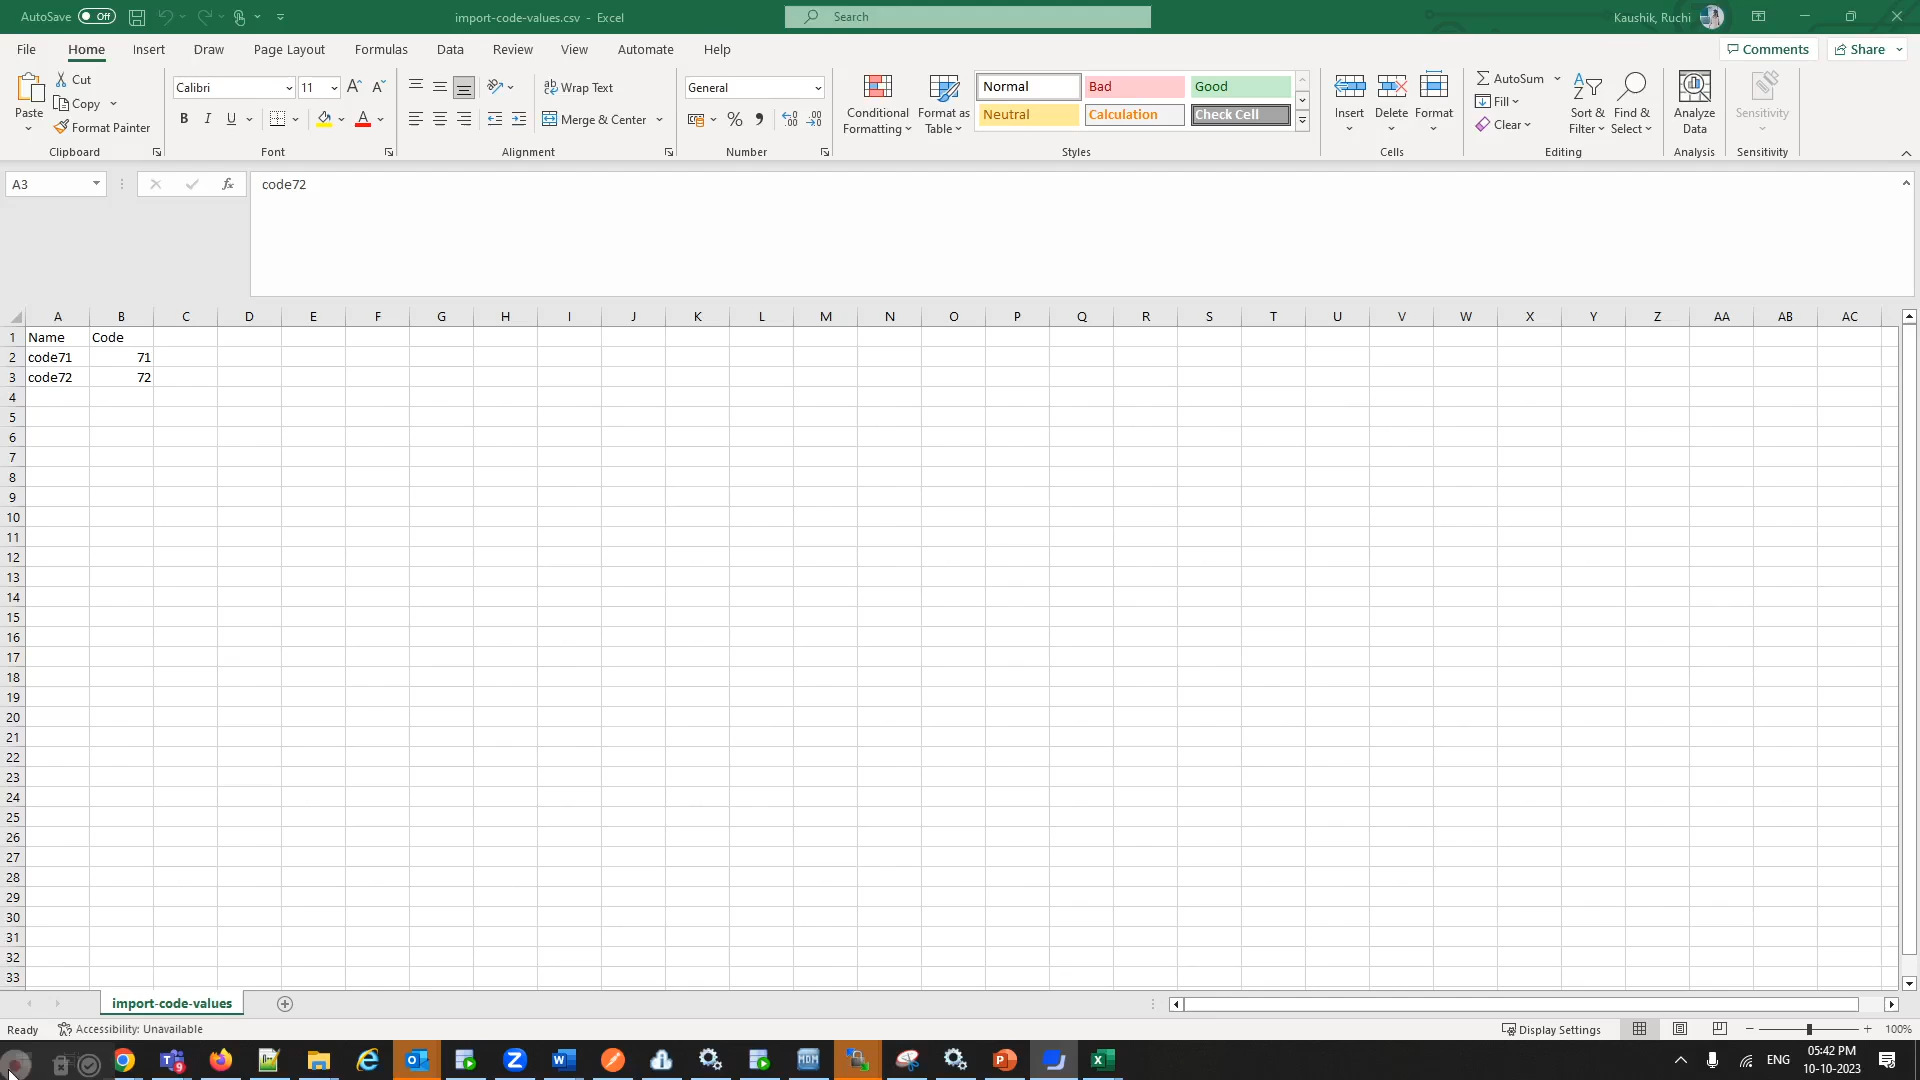 AutoSave Off
import-code-values.csv - Excel
Search
Kaushik, Ruchi
File Home Insert Draw Page Layout Formulas Data Review View Automate Help
Comments Share
Paste
Cut
Copy
Format Painter
Clipboard
Calibri 11
B I U
Font
Wrap Text
Merge & Center
Alignment
General
Number
Conditional Formatting
Format as Table
Normal Bad Good
Neutral Calculation Check Cell
Styles
Insert Delete Format
Cells
AutoSum
Fill
Clear
Sort & Filter
Find & Select
Editing
Analyze Data
Analysis
Sensitivity
Sensitivity
A3
fx
code72
A B C D E F G H I J K L M N O P Q R S T U V W X Y Z AA AB AC
1 Name Code
2 code71 71
3 code72 72
4
5
6
7
8
9
10
11
12
13
14
15
16
17
18
19
20
21
22
23
24
25
26
27
28
29
30
31
32
33
import-code-values
Ready
Accessibility: Unavailable
Display Settings
100%
MDM
ENG
05:42 PM
10-10-2023